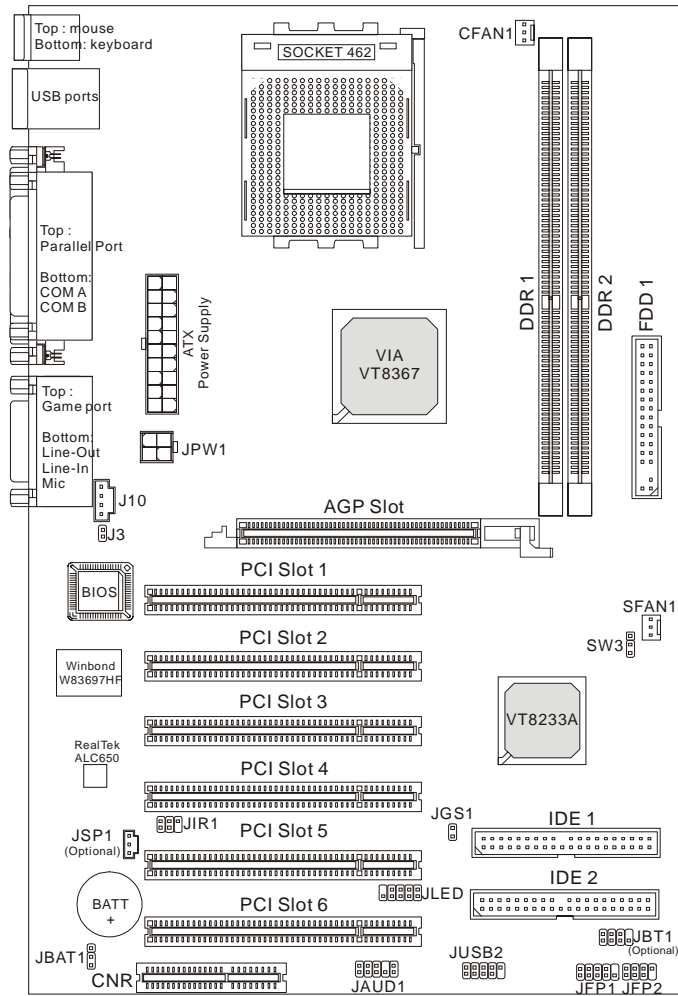 Top : mouse
Bottom: keyboard
SOCKET 462
CFAN1
USB ports
Top :
Parallel Port
Bottom:
COM A
COM B
ATX
Power Supply
DDR 1
DDR 2
FDD 1
VIA
VT8367
Top :
Game port
Bottom:
Line-Out
Line-In
Mic
JPW1
J10
J3
AGP Slot
BIOS
PCI Slot 1
SFAN1
SW3
PCI Slot 2
Winbond
W83697HF
PCI Slot 3
VT8233A
RealTek
ALC650
PCI Slot 4
JIR1
JGS1
IDE 1
JSP1
(Optional)
PCI Slot 5
IDE 2
JLED
BATT
+
PCI Slot 6
JBT1
(Optional)
JBAT1
CNR
JAUD1
JUSB2
JFP1
JFP2